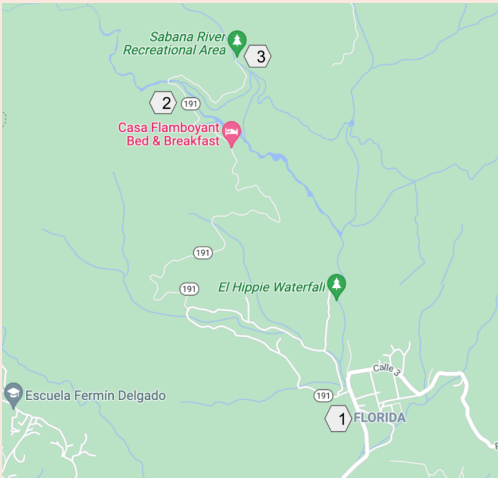 Sabana River
Recreational Area
3
2
191
Casa Flamboyant
Bed & Breakfast
191
191
El Hippie Waterfall
Calle 3
191
Escuela Fermín Delgado
1
FLORIDA